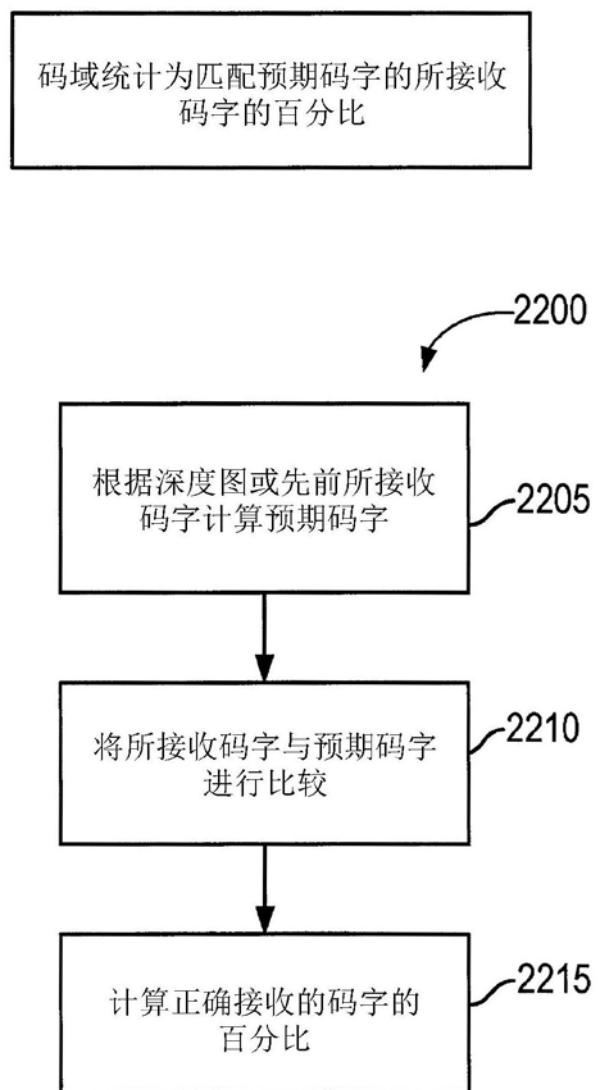 码域统计为匹配预期码字的所接收
码字的百分比
2200
根据深度图或先前所接收
码字计算预期码字
2205
将所接收码字与预期码字
进行比较
2210
计算正确接收的码字的
百分比
2215